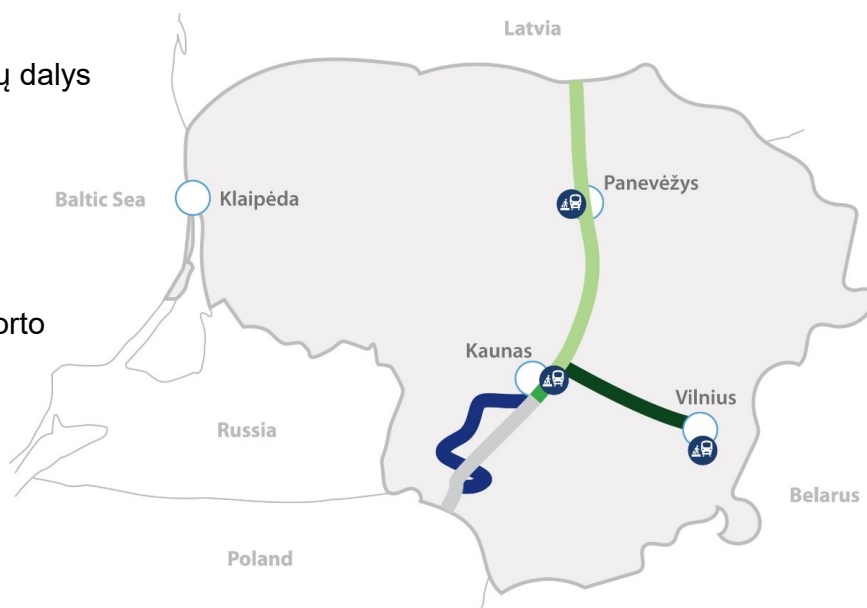 Latvia
ų dalys
Panevėžys
Baltic Sea
Klaipėda
orto
Kaunas
Vilnius
Russia
Belarus
Poland